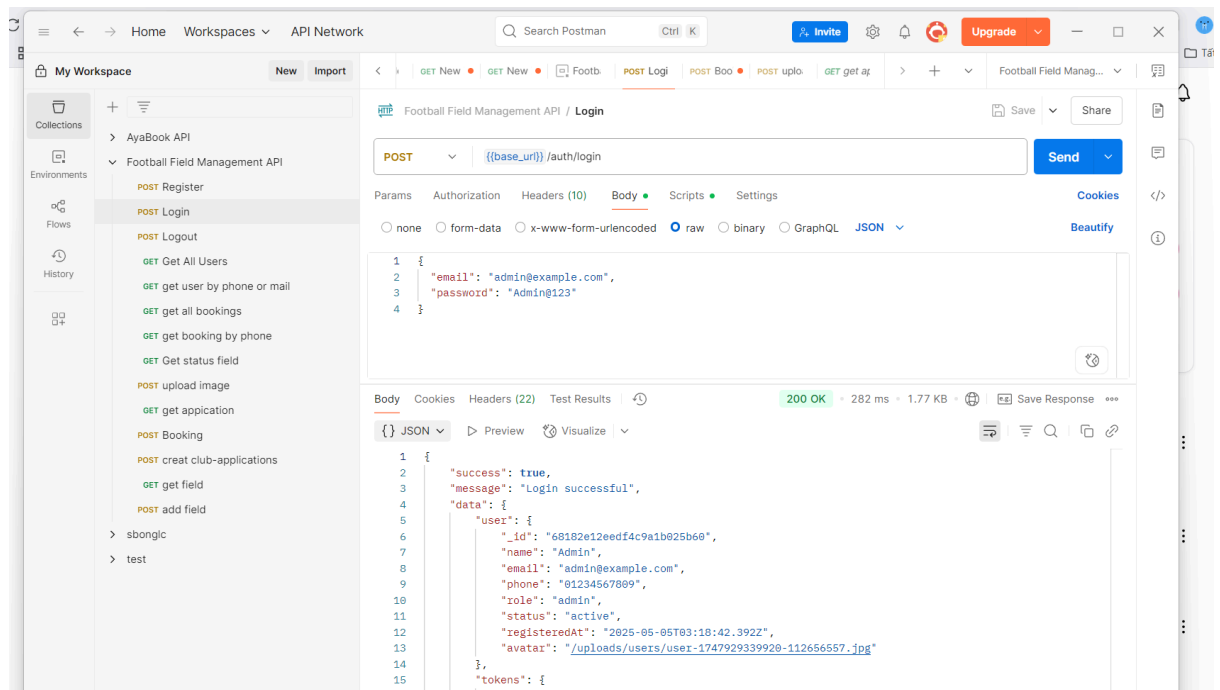 Home Workspaces API Network Search Postman Ctrl K Invite Upgrade
My Workspace New Import GET New GET New Footb POST Logi POST Boo POST uplo GET get ap Football Field Manag...
Collections
Environments
Flows
History
AyaBook API
Football Field Management API
POST Register
POST Login
POST Logout
GET Get All Users
GET get user by phone or mail
GET get all bookings
GET get booking by phone
GET Get status field
POST upload image
GET get appication
POST Booking
POST creat club-applications
GET get field
POST add field
sbonglc
test
HTTP Football Field Management API / Login Save Share
POST {{base_url}} /auth/login Send
Params Authorization Headers (10) Body Scripts Settings Cookies
none form-data x-www-form-urlencoded raw binary GraphQL JSON Beautify
1 {
2 "email": "admin@example.com",
3 "password": "Admin@123"
4 }
Body Cookies Headers (22) Test Results 200 OK 282 ms 1.77 KB e.g. Save Response
{} JSON Preview Visualize
1 {
2 "success": true,
3 "message": "Login successful",
4 "data": {
5 "user": {
6 "_id": "68182e12eedf4c9a1b025b60",
7 "name": "Admin",
8 "email": "admin@example.com",
9 "phone": "01234567809",
10 "role": "admin",
11 "status": "active",
12 "registeredAt": "2025-05-05T03:18:42.392Z",
13 "avatar": "/uploads/users/user-1747929339920-112656557.jpg"
14 },
15 "tokens": {